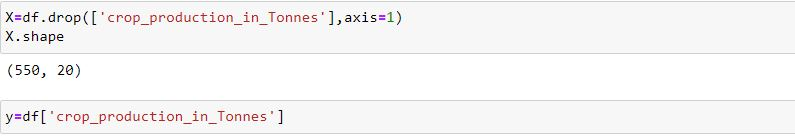 X=df.drop(['crop_production_in_Tonnes'],axis=1)
X.shape
(550, 20)
y=df['crop_production_in_Tonnes']